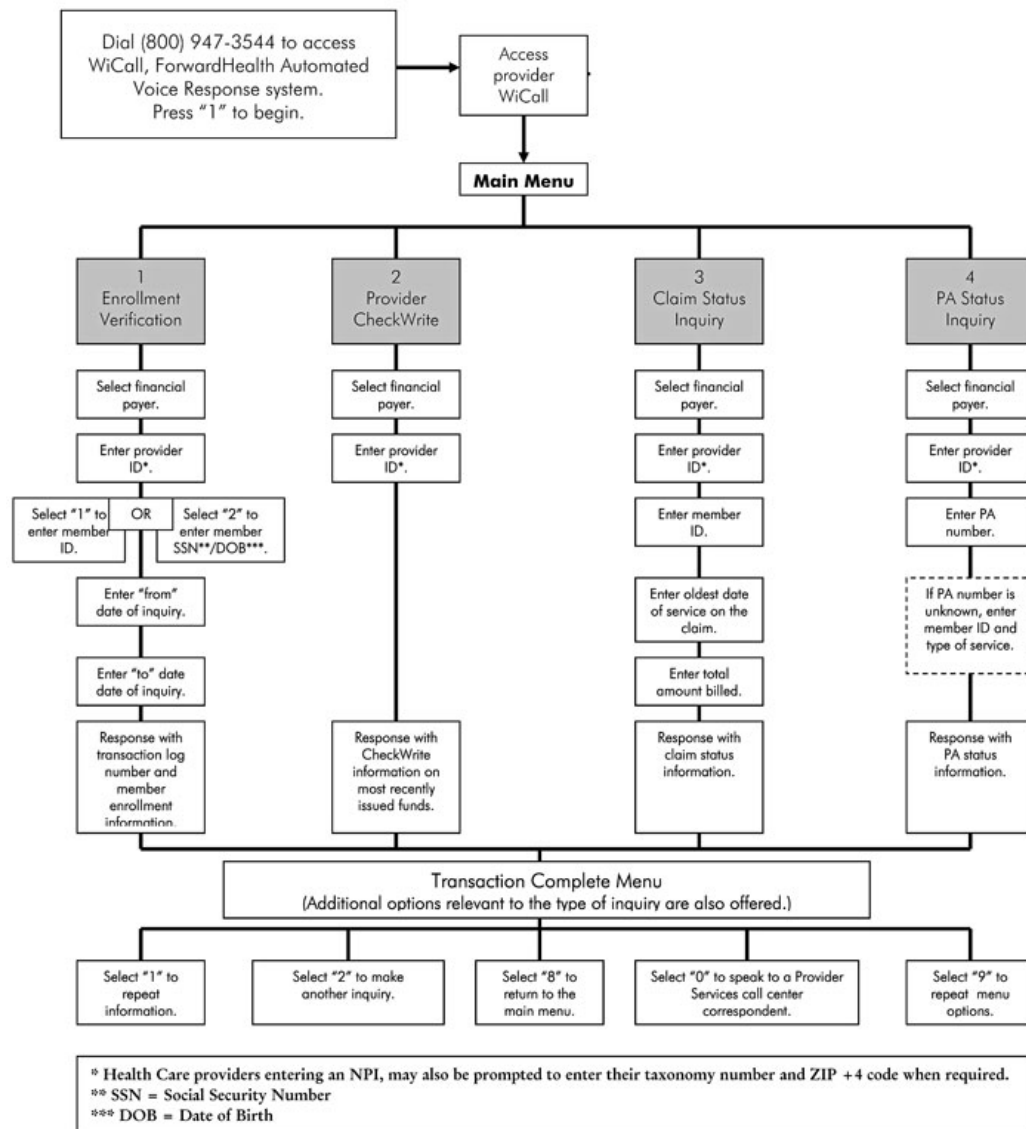 Dial (800) 947-3544 to access
WiCall, ForwardHealth Automated
Voice Response system.
Press “1” to begin.
Access
provider
WiCall
Main Menu
1
Enrollment
Verification
2
Provider
CheckWrite
3
Claim Status
Inquiry
4
PA Status
Inquiry
Select financial
payer.
Select financial
payer.
Select financial
payer.
Select financial
payer.
Enter provider
ID*.
Enter provider
ID*.
Enter provider
ID*.
Enter provider
ID*.
Select “1” to
enter member
ID.
OR
Select “2” to
enter member
SSN**/DOB***.
Enter member
ID.
Enter PA
number.
Enter “from”
date of inquiry.
Enter oldest date
of service on the
claim.
If PA number is
unknown, enter
member ID and
type of service.
Enter “to” date
date of inquiry.
Enter total
amount billed.
Response with
transaction log
number and
member
enrollment
information.
Response with
CheckWrite
information on
most recently
issued funds.
Response with
claim status
information.
Response with
PA status
information.
Transaction Complete Menu
(Additional options relevant to the type of inquiry are also offered.)
Select “1” to
repeat
information.
Select “2” to make
another inquiry.
Select “8” to
return to the
main menu.
Select “0” to speak to a Provider
Services call center
correspondent.
Select “9” to
repeat menu
options.
* Health Care providers entering an NPI, may also be prompted to enter their taxonomy number and ZIP +4 code when required.
** SSN = Social Security Number
*** DOB = Date of Birth